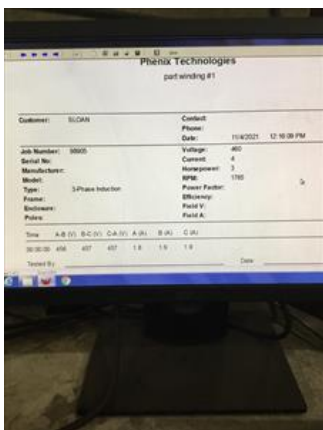 Phenix Technologies
part winding #1
Customer: SLOAN Contact:
Phone:
Date: 11/4/2021 12:16:09 PM
Job Number: 98905 Voltage: 460
Serial No: Current: 4
Manufacturer: Horsepower: 3
Model: RPM: 1765
Type: 3-Phase Induction Power Factor:
Frame: Efficiency:
Enclosure: Field V:
Poles: Field A:
Time A-B (V) B-C (V) C-A (V) A (A) B (A) C (A)
00:00:00 456 457 457 1.8 1.9 1.9
Tested By: Date: